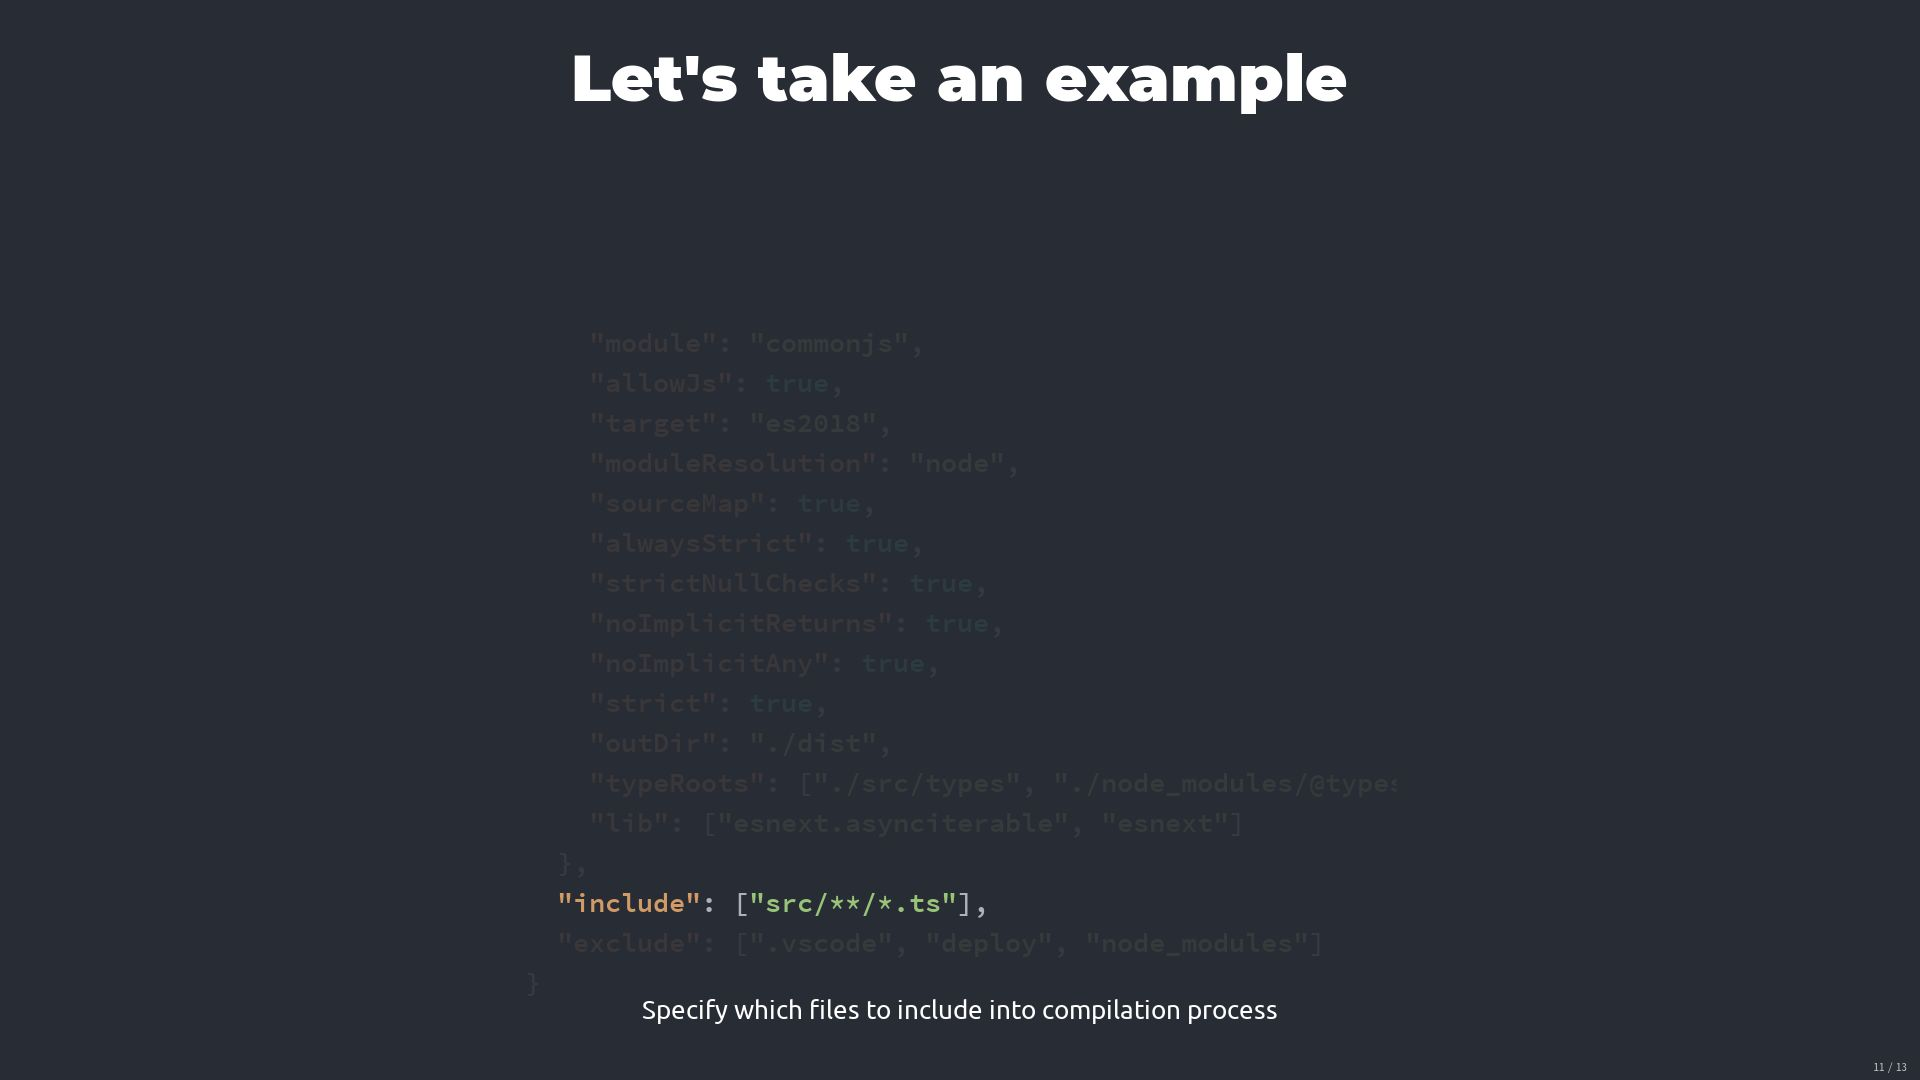 Let's take an example
"module": "commonjs",
"allowJs": true,
"target": "es2018",
"moduleResolution": "node",
"sourceMap": true,
"alwaysStrict": true,
"strictNullChecks": true,
"noImplicitReturns": true,
"noImplicitAny": true,
"strict": true,
"outDir": "./dist",
"typeRoots": ["./src/types", "./node_modules/@types
"lib": ["esnext.asynciterable", "esnext"]
},
"include": ["src/**/*.ts"],
"exclude": [".vscode", "deploy", "node_modules"]
}
Specify which files to include into compilation process
11 / 13